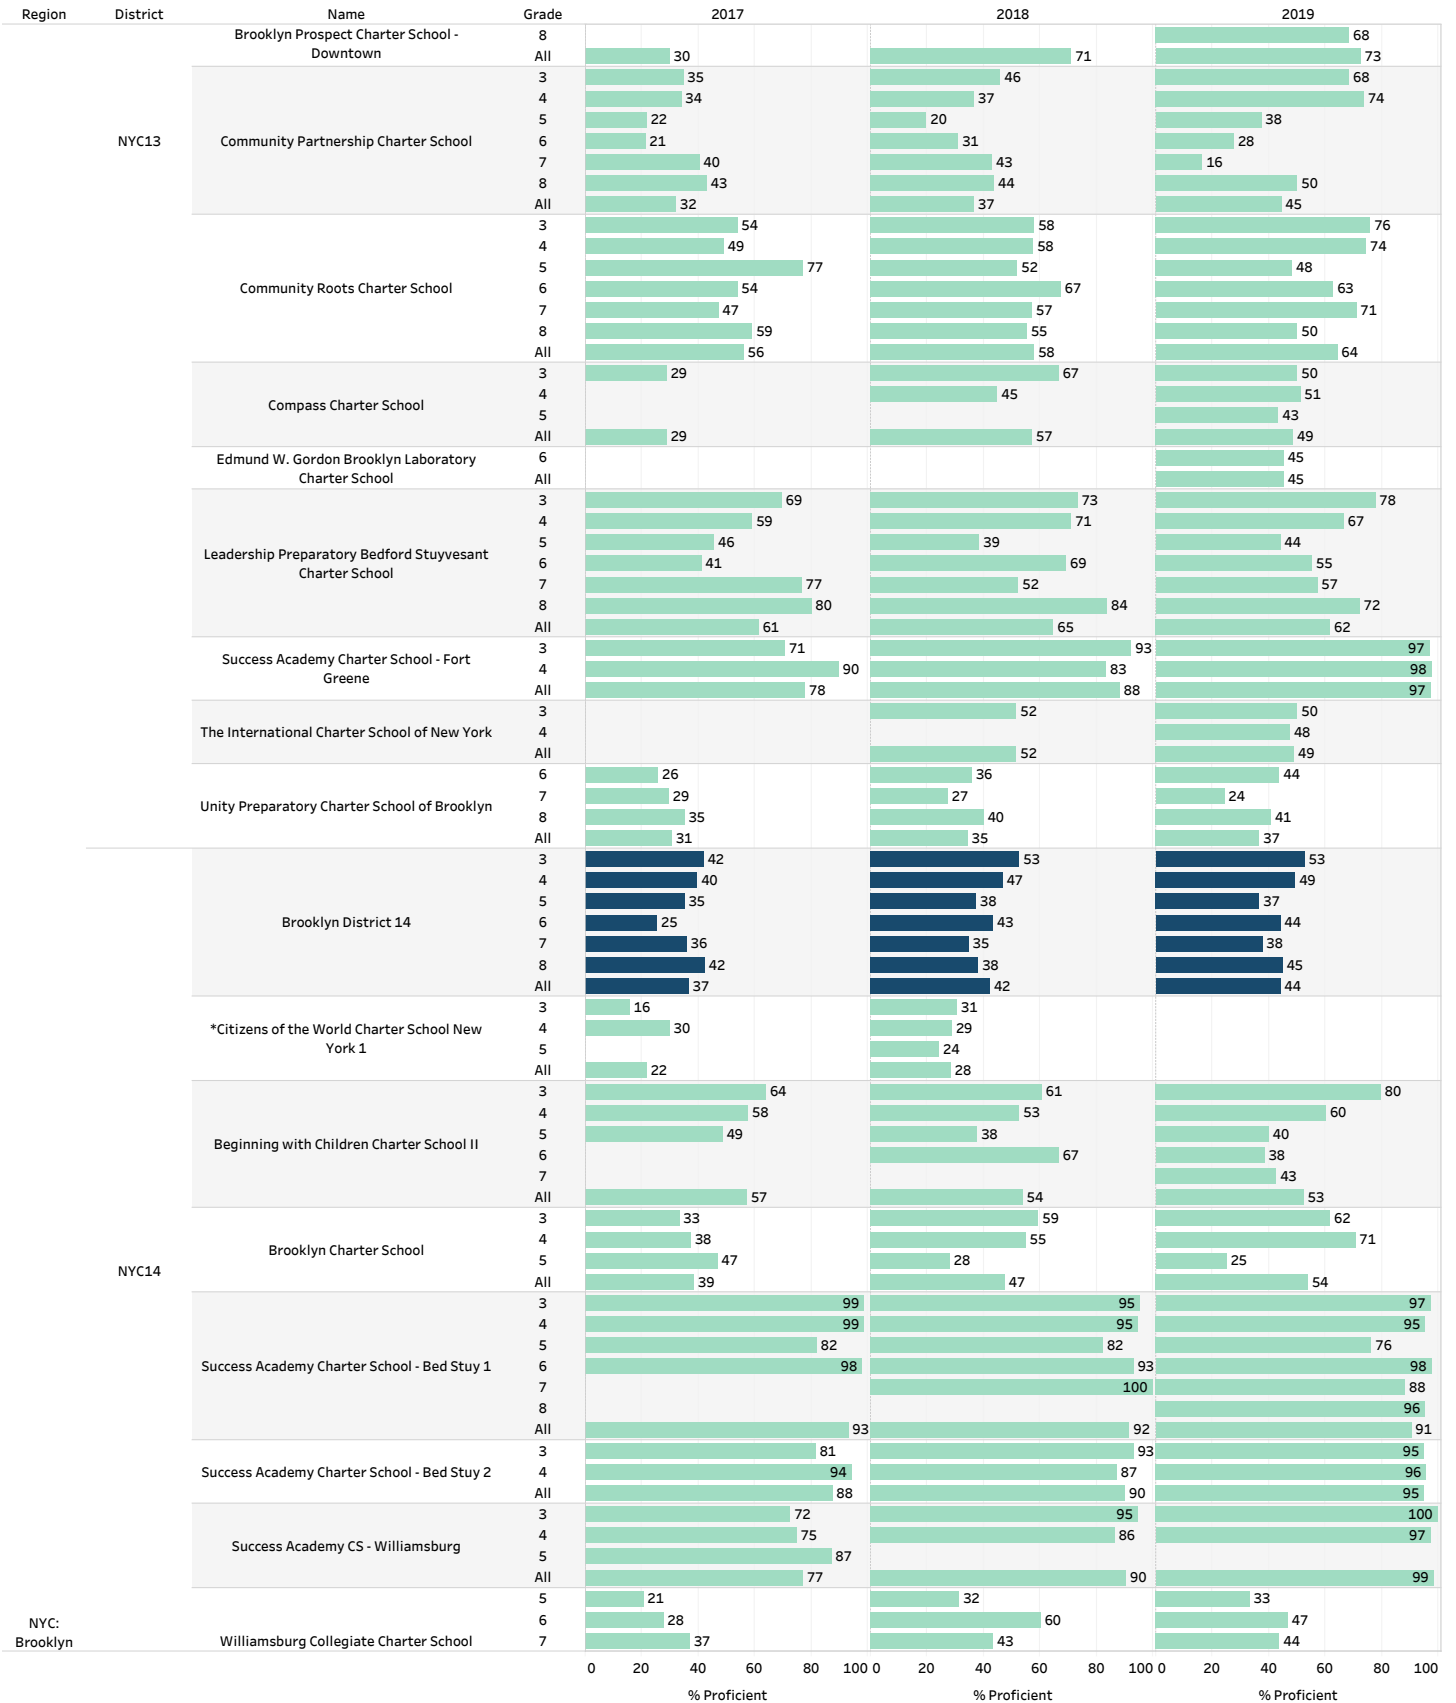 Region District Name Grade 2017 2018 2019
Brooklyn Prospect Charter School -
Downtown
8 68
All 30 71 73
NYC13
Community Partnership Charter School
3 35 46 68
4 34 37 74
5 22 20 38
6 21 31 28
7 40 43 16
8 43 44 50
All 32 37 45
Community Roots Charter School
3 54 58 76
4 49 58 74
5 77 52 48
6 54 67 63
7 47 57 71
8 59 55 50
All 56 58 64
Compass Charter School
3 29 67 50
4 45 51
5 43
All 29 57 49
Edmund W. Gordon Brooklyn Laboratory
Charter School
6 45
All 45
Leadership Preparatory Bedford Stuyvesant
Charter School
3 69 73 78
4 59 71 67
5 46 39 44
6 41 69 55
7 77 52 57
8 80 84 72
All 61 65 62
Success Academy Charter School - Fort
Greene
3 71 93 97
4 90 83 98
All 78 88 97
The International Charter School of New York
3 52 50
4 48
All 52 49
Unity Preparatory Charter School of Brooklyn
6 26 36 44
7 29 27 24
8 35 40 41
All 31 35 37
Brooklyn District 14
3 42 53 53
4 40 47 49
5 35 38 37
6 25 43 44
7 36 35 38
8 42 38 45
All 37 42 44
*Citizens of the World Charter School New
York 1
3 16 31
4 30 29
5 24
All 22 28
Beginning with Children Charter School II
3 64 61 80
4 58 53 60
5 49 38 40
6 67 38
7 43
All 57 54 53
NYC14
Brooklyn Charter School
3 33 59 62
4 38 55 71
5 47 28 25
All 39 47 54
Success Academy Charter School - Bed Stuy 1
3 99 95 97
4 99 95 95
5 82 82 76
6 98 93 98
7 100 88
8 96
All 93 92 91
Success Academy Charter School - Bed Stuy 2
3 81 93 95
4 94 87 96
All 88 90 95
Success Academy CS - Williamsburg
3 72 95 100
4 75 86 97
5 87
All 77 90 99
NYC:
Brooklyn
Williamsburg Collegiate Charter School
5 21 32 33
6 28 60 47
7 37 43 44
0 20 40 60 80 100 0 20 40 60 80 100 0 20 40 60 80 100
% Proficient % Proficient % Proficient